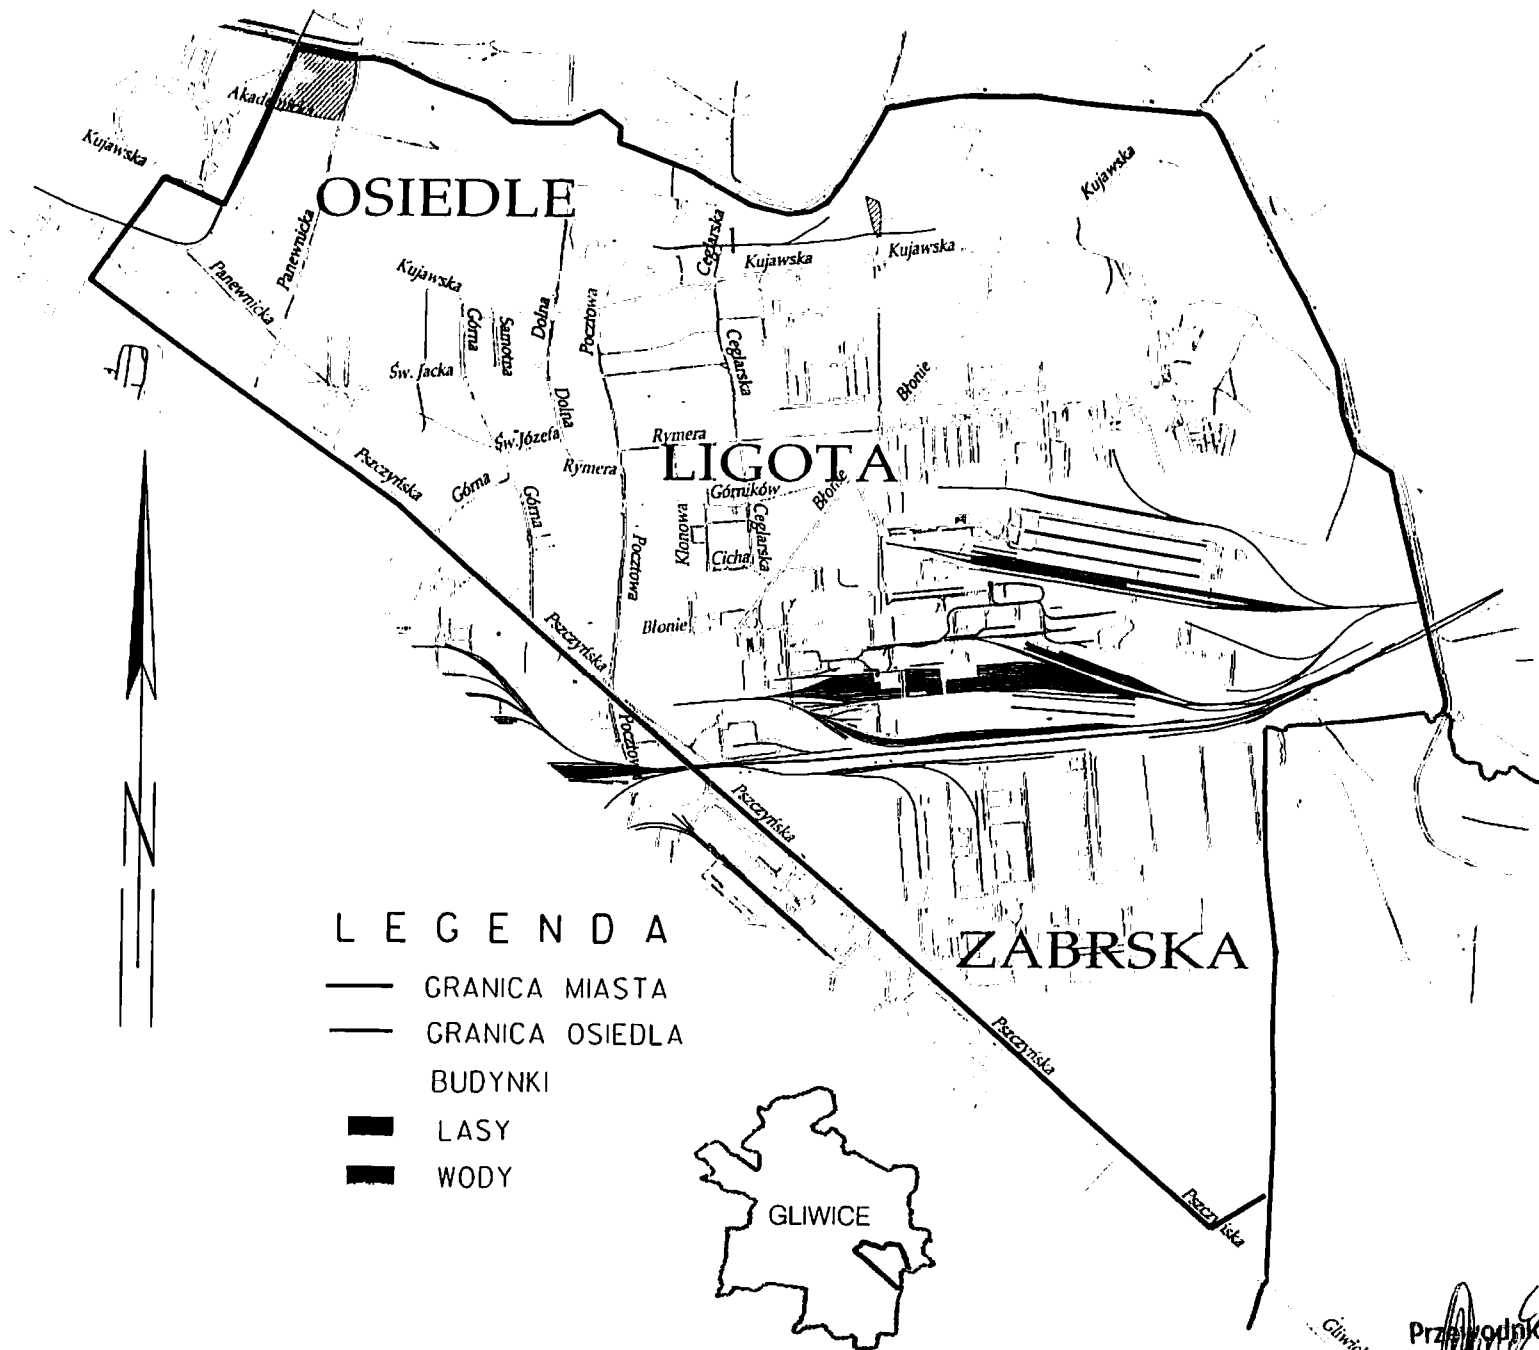 Akademicka
Kujawska
OSIEDLE
Kujawska
Panewnicka
Panewnicka
Kujawska
Ceglarska
Kujawska
Kujawska
Górna
Samotna
Dolna
Pocztowa
Ceglarska
Św. Jacka
Dolna
Błonie
Św. Józefa
Rymera
Rymera
LIGOTA
Pszczyńska
Górna
Górna
Górników
Błonie
Klonowa
Ceglarska
Cicha
Pocztowa
Błonie
Pszczyńska
Pszczyńska
ZABRSKA
Pszczyńska
Pszczyńska
LEGENDA
GRANICA MIASTA
GRANICA OSIEDLA
BUDYNKI
LASY
WODY
GLIWICE